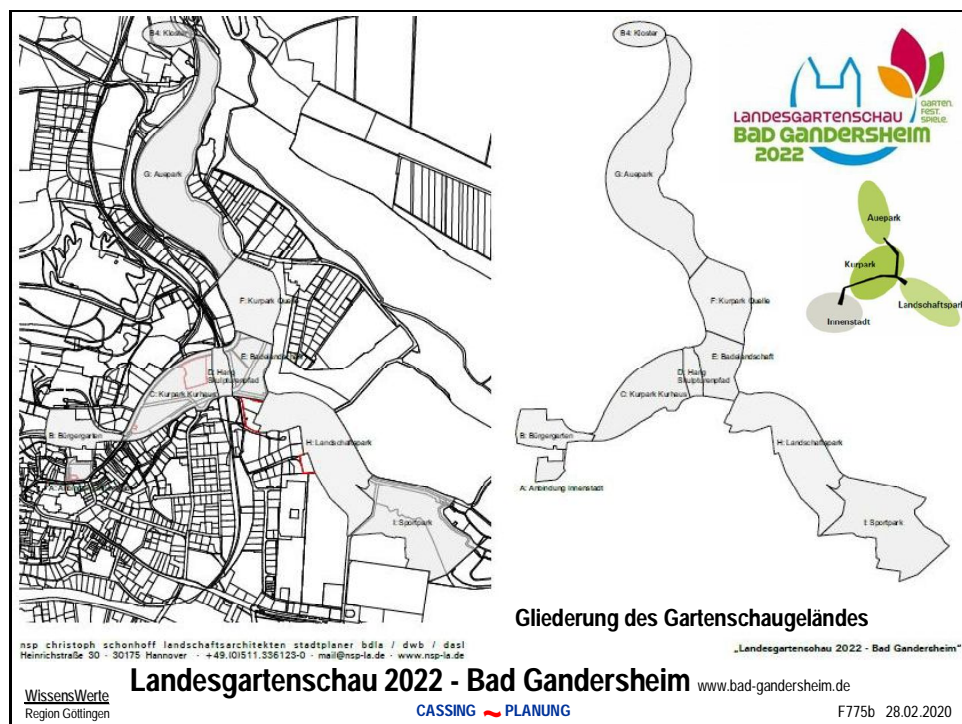 B4: Kloster
G: Auepark
F: Kurpark Quelle
E: Badelandschaft
D: Hang
Skulpturenpfad
C: Kurpark Kurhaus
B: Bürgergarten
H: Landschaftspark
I: Sportpark
B4: Kloster
G: Auepark
F: Kurpark Quelle
E: Badelandschaft
D: Hang
Skulpturenpfad
C: Kurpark Kurhaus
B: Bürgergarten
A: Anbindung Innenstadt
H: Landschaftspark
I: Sportpark
LANDESGARTENSCHAU
BAD GANDERSHEIM
2022
GARTEN.
FEST.
SPIELE.
Auepark
Kurpark
Landschaftspark
Innenstadt
Gliederung des Gartenschaugeländes
nsp christoph schonhoff landschaftsarchitekten stadtplaner bdla / dwb / dasl
Heinrichstraße 30 · 30175 Hannover · +49.(0)511.336123-0 · mail@nsp-la.de · www.nsp-la.de
„Landesgartenschau 2022 - Bad Gandersheim"
Landesgartenschau 2022 - Bad Gandersheim www.bad-gandersheim.de
WissensWerte
Region Göttingen
CASSING ~ PLANUNG
F775b 28.02.2020